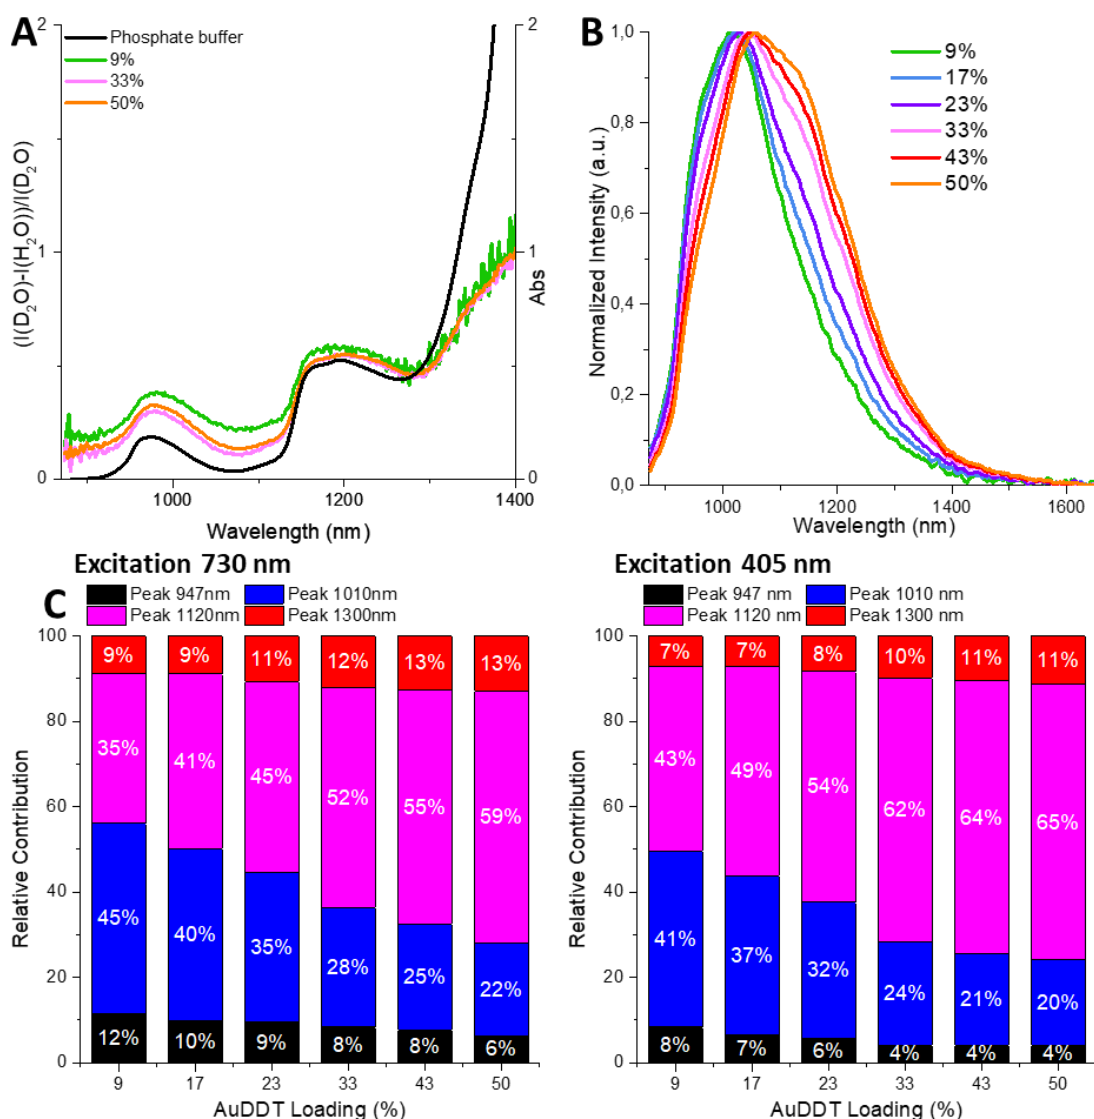 A
Phosphate buffer
9%
33%
50%
2
1
0
2
1
0
1000
1200
1400
(I(D2O)-I(H2O))/I(D2O)
Abs
Wavelength (nm)
B
9%
17%
23%
33%
43%
50%
1,0
0,8
0,6
0,4
0,2
0,0
1000
1200
1400
1600
Normalized Intensity (a.u.)
Wavelength (nm)
Excitation 730 nm
C
Peak 947nm Peak 1010nm
Peak 1120nm Peak 1300nm
100
80
60
40
20
0
9% 9% 11% 12% 13% 13%
35% 41% 45% 52% 55% 59%
45% 40% 35% 28% 25% 22%
12% 10% 9% 8% 8% 6%
9 17 23 33 43 50
Relative Contribution
AuDDT Loading (%)
Excitation 405 nm
Peak 947 nm Peak 1010 nm
Peak 1120 nm Peak 1300 nm
100
80
60
40
20
0
7% 7% 8% 10% 11% 11%
43% 49% 54% 62% 64% 65%
41% 37% 32% 24% 21% 20%
8% 7% 6% 4% 4% 4%
9 17 23 33 43 50
Relative Contribution
AuDDT Loading (%)